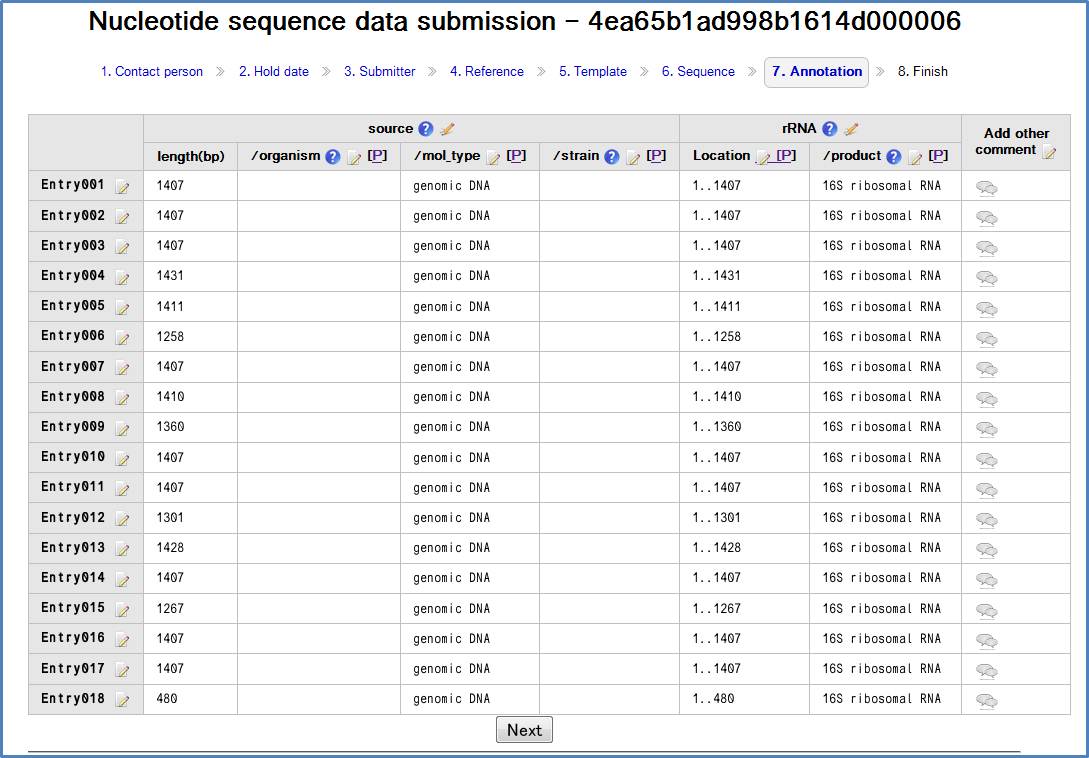 Nucleotide sequence data submission - 4ea65b1ad998b1614d000006
1. Contact person » 2. Hold date » 3. Submitter » 4. Reference » 5. Template » 6. Sequence » 7. Annotation » 8. Finish
source ? rRNA ? Add other comment
length(bp) /organism ? [P] /mol_type [P] /strain ? [P] Location [P] /product ? [P]
Entry001 1407 genomic DNA 1..1407 16S ribosomal RNA
Entry002 1407 genomic DNA 1..1407 16S ribosomal RNA
Entry003 1407 genomic DNA 1..1407 16S ribosomal RNA
Entry004 1431 genomic DNA 1..1431 16S ribosomal RNA
Entry005 1411 genomic DNA 1..1411 16S ribosomal RNA
Entry006 1258 genomic DNA 1..1258 16S ribosomal RNA
Entry007 1407 genomic DNA 1..1407 16S ribosomal RNA
Entry008 1410 genomic DNA 1..1410 16S ribosomal RNA
Entry009 1360 genomic DNA 1..1360 16S ribosomal RNA
Entry010 1407 genomic DNA 1..1407 16S ribosomal RNA
Entry011 1407 genomic DNA 1..1407 16S ribosomal RNA
Entry012 1301 genomic DNA 1..1301 16S ribosomal RNA
Entry013 1428 genomic DNA 1..1428 16S ribosomal RNA
Entry014 1407 genomic DNA 1..1407 16S ribosomal RNA
Entry015 1267 genomic DNA 1..1267 16S ribosomal RNA
Entry016 1407 genomic DNA 1..1407 16S ribosomal RNA
Entry017 1407 genomic DNA 1..1407 16S ribosomal RNA
Entry018 480 genomic DNA 1..480 16S ribosomal RNA
Next